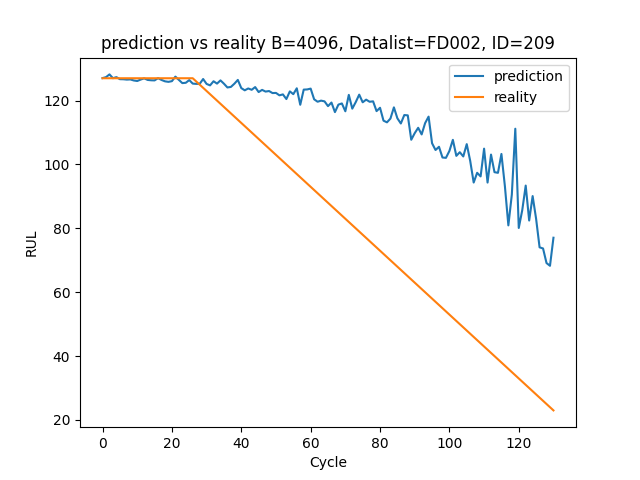 prediction vs reality B=4096, Datalist=FD002, ID=209
prediction
reality
RUL
120
100
80
60
40
20
0 20 40 60 80 100 120
Cycle